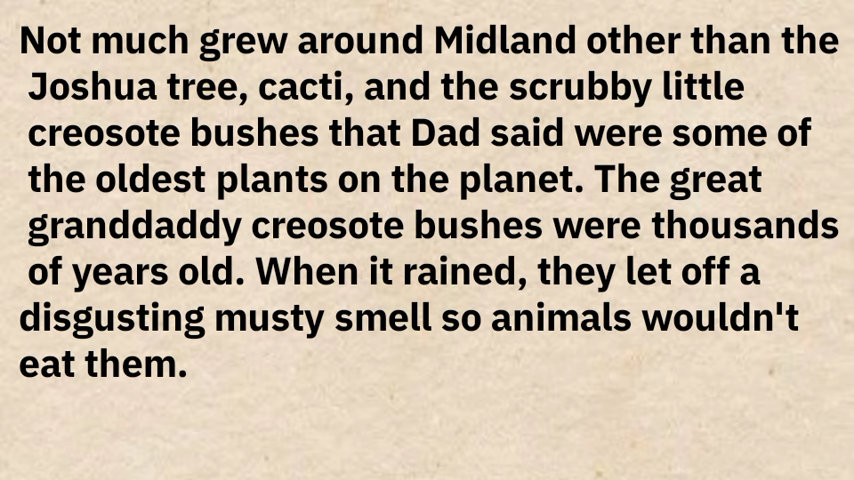 Not much grew around Midland other than the
Joshua tree, cacti, and the scrubby little
creosote bushes that Dad said were some of
the oldest plants on the planet. The great
granddaddy creosote bushes were thousands
of years old. When it rained, they let off a
disgusting musty smell so animals wouldn't
eat them.